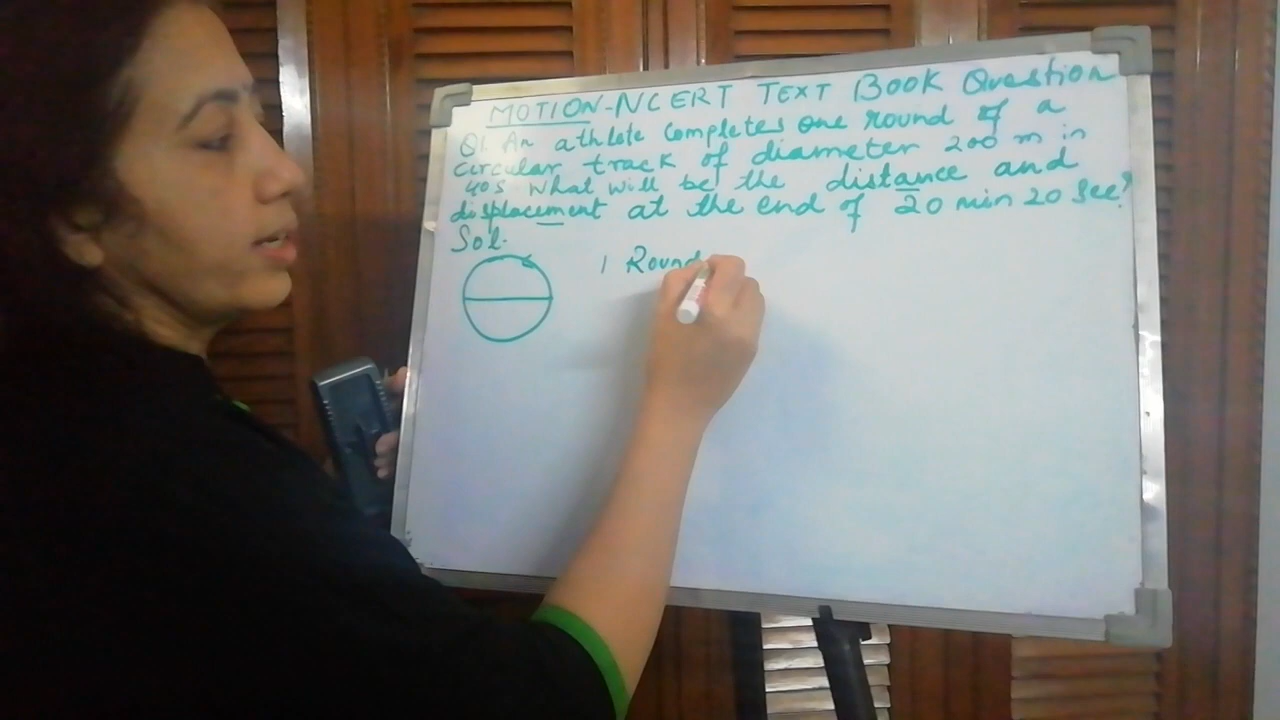 MOTION-NCERT TEXT BOOK Question
Q1. An athlete completes one round of a
circular track of diameter 200 m in
40s What will be the distance and
displacement at the end of 20 min 20 sec?
Sol.
1 Round